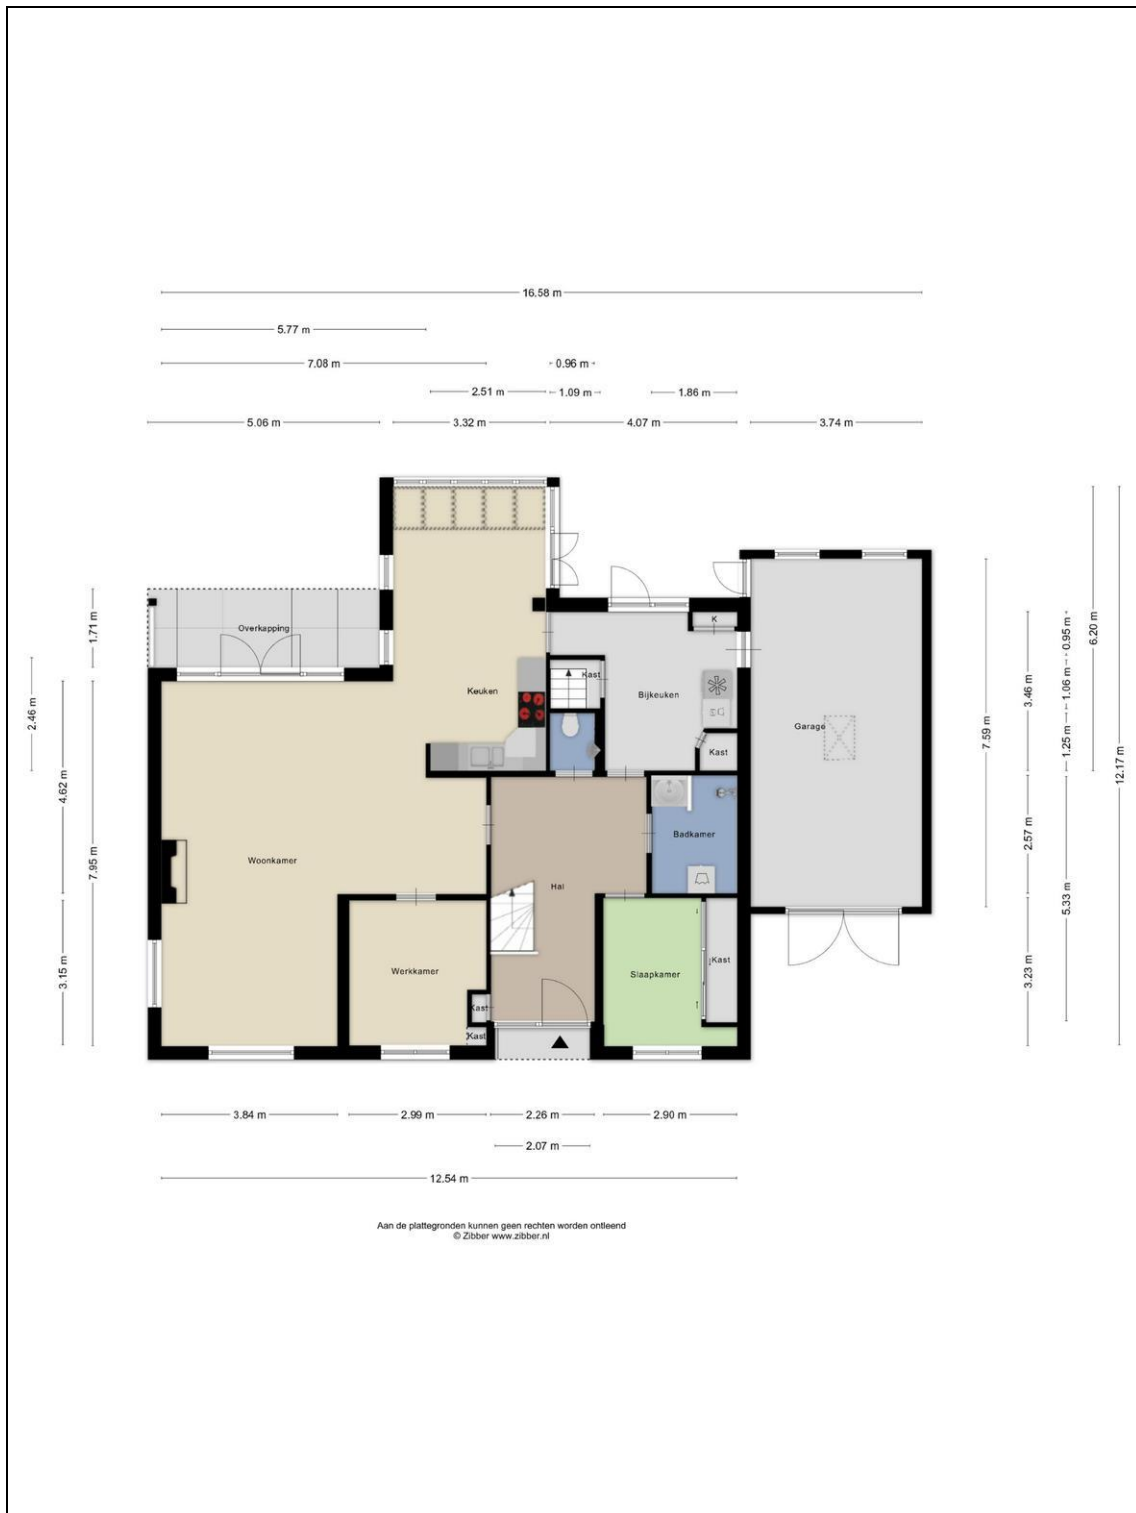 16.58 m
5.77 m
7.08 m
0.96 m
2.51 m
1.09 m
1.86 m
5.06 m
3.32 m
4.07 m
3.74 m
1.71 m
2.46 m
4.62 m
7.95 m
3.15 m
Overkapping
Keuken
Kast
Bijkeuken
K
Kast
Garage
Woonkamer
Hal
Badkamer
Werkkamer
Kast
Kast
Slaapkamer
Kast
7.59 m
3.46 m
2.57 m
3.23 m
0.95 m
1.06 m
1.25 m
5.33 m
6.20 m
12.17 m
3.84 m
2.99 m
2.26 m
2.90 m
2.07 m
12.54 m
Aan de plattegronden kunnen geen rechten worden ontleend
© Zibber www.zibber.nl